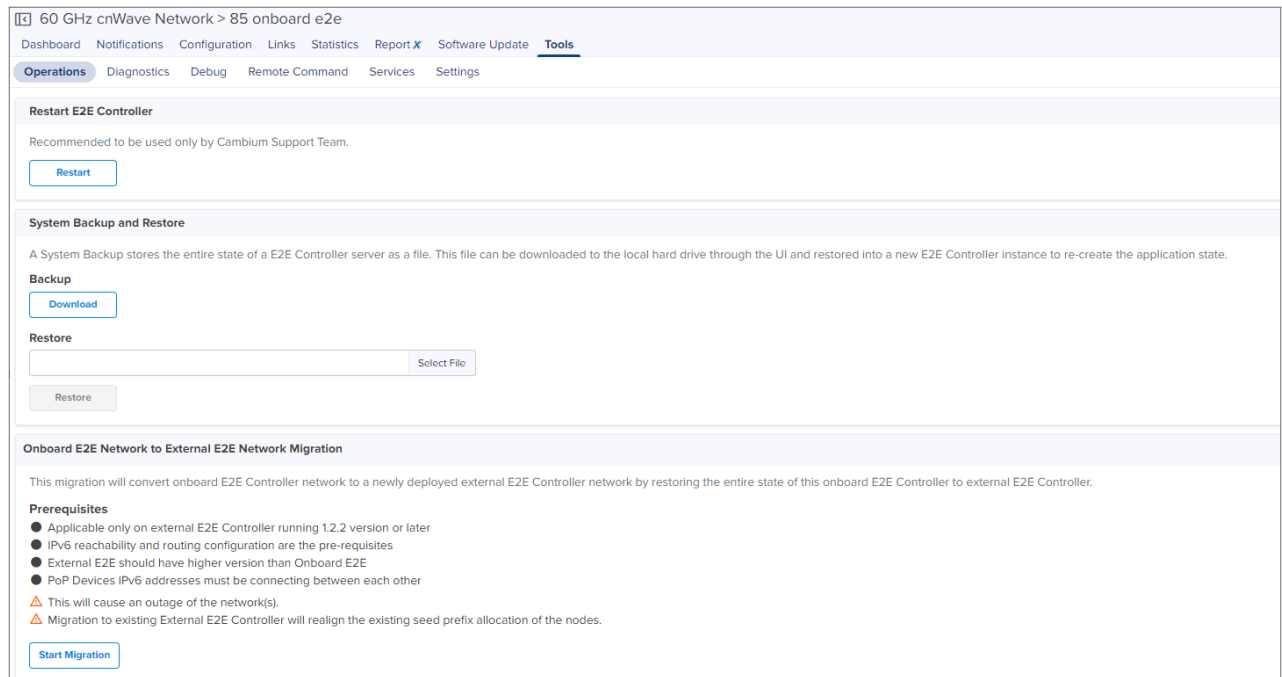 60 GHz cnWave Network > 85 onboard e2e
Dashboard Notifications Configuration Links Statistics Report X Software Update Tools
Operations Diagnostics Debug Remote Command Services Settings
Restart E2E Controller
Recommended to be used only by Cambium Support Team.
Restart
System Backup and Restore
A System Backup stores the entire state of a E2E Controller server as a file. This file can be downloaded to the local hard drive through the UI and restored into a new E2E Controller instance to re-create the application state.
Backup
Download
Restore
Select File
Restore
Onboard E2E Network to External E2E Network Migration
This migration will convert onboard E2E Controller network to a newly deployed external E2E Controller network by restoring the entire state of this onboard E2E Controller to external E2E Controller.
Prerequisites
● Applicable only on external E2E Controller running 1.2.2 version or later
● IPv6 reachability and routing configuration are the pre-requisites
● External E2E should have higher version than Onboard E2E
● PoP Devices IPv6 addresses must be connecting between each other
⚠ This will cause an outage of the network(s).
⚠ Migration to existing External E2E Controller will realign the existing seed prefix allocation of the nodes.
Start Migration